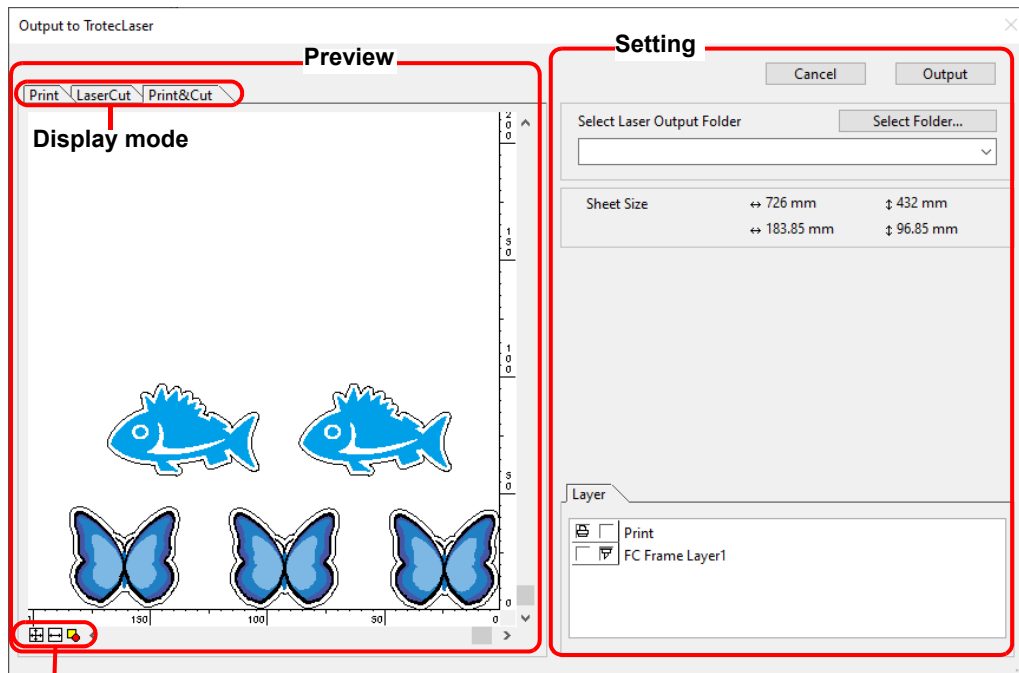 Output to TrotecLaser
Preview
Setting
Cancel
Output
Print
LaserCut
Print&Cut
Display mode
Select Laser Output Folder
Select Folder...
Sheet Size
↔ 726 mm
↕ 432 mm
↔ 183.85 mm
↕ 96.85 mm
200
150
100
50
0
Layer
Print
FC Frame Layer1
150
100
50
0